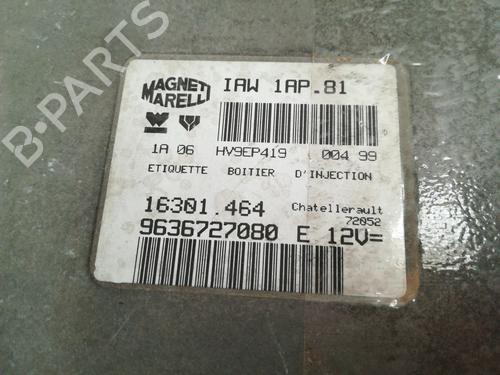 B-PARTS
MAGNETI MARELLI
IAW 1AP.81
1A 06 HV9EP419 004 99
ETIQUETTE BOITIER D'INJECTION
16301.464 Chatellerault
72052
9636727080 E 12V=